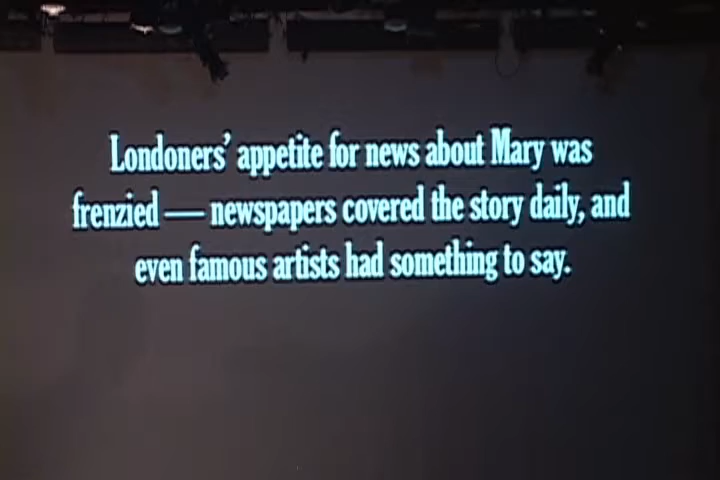 Londoners’ appetite for news about Mary was
frenzied — newspapers covered the story daily, and
even famous artists had something to say.